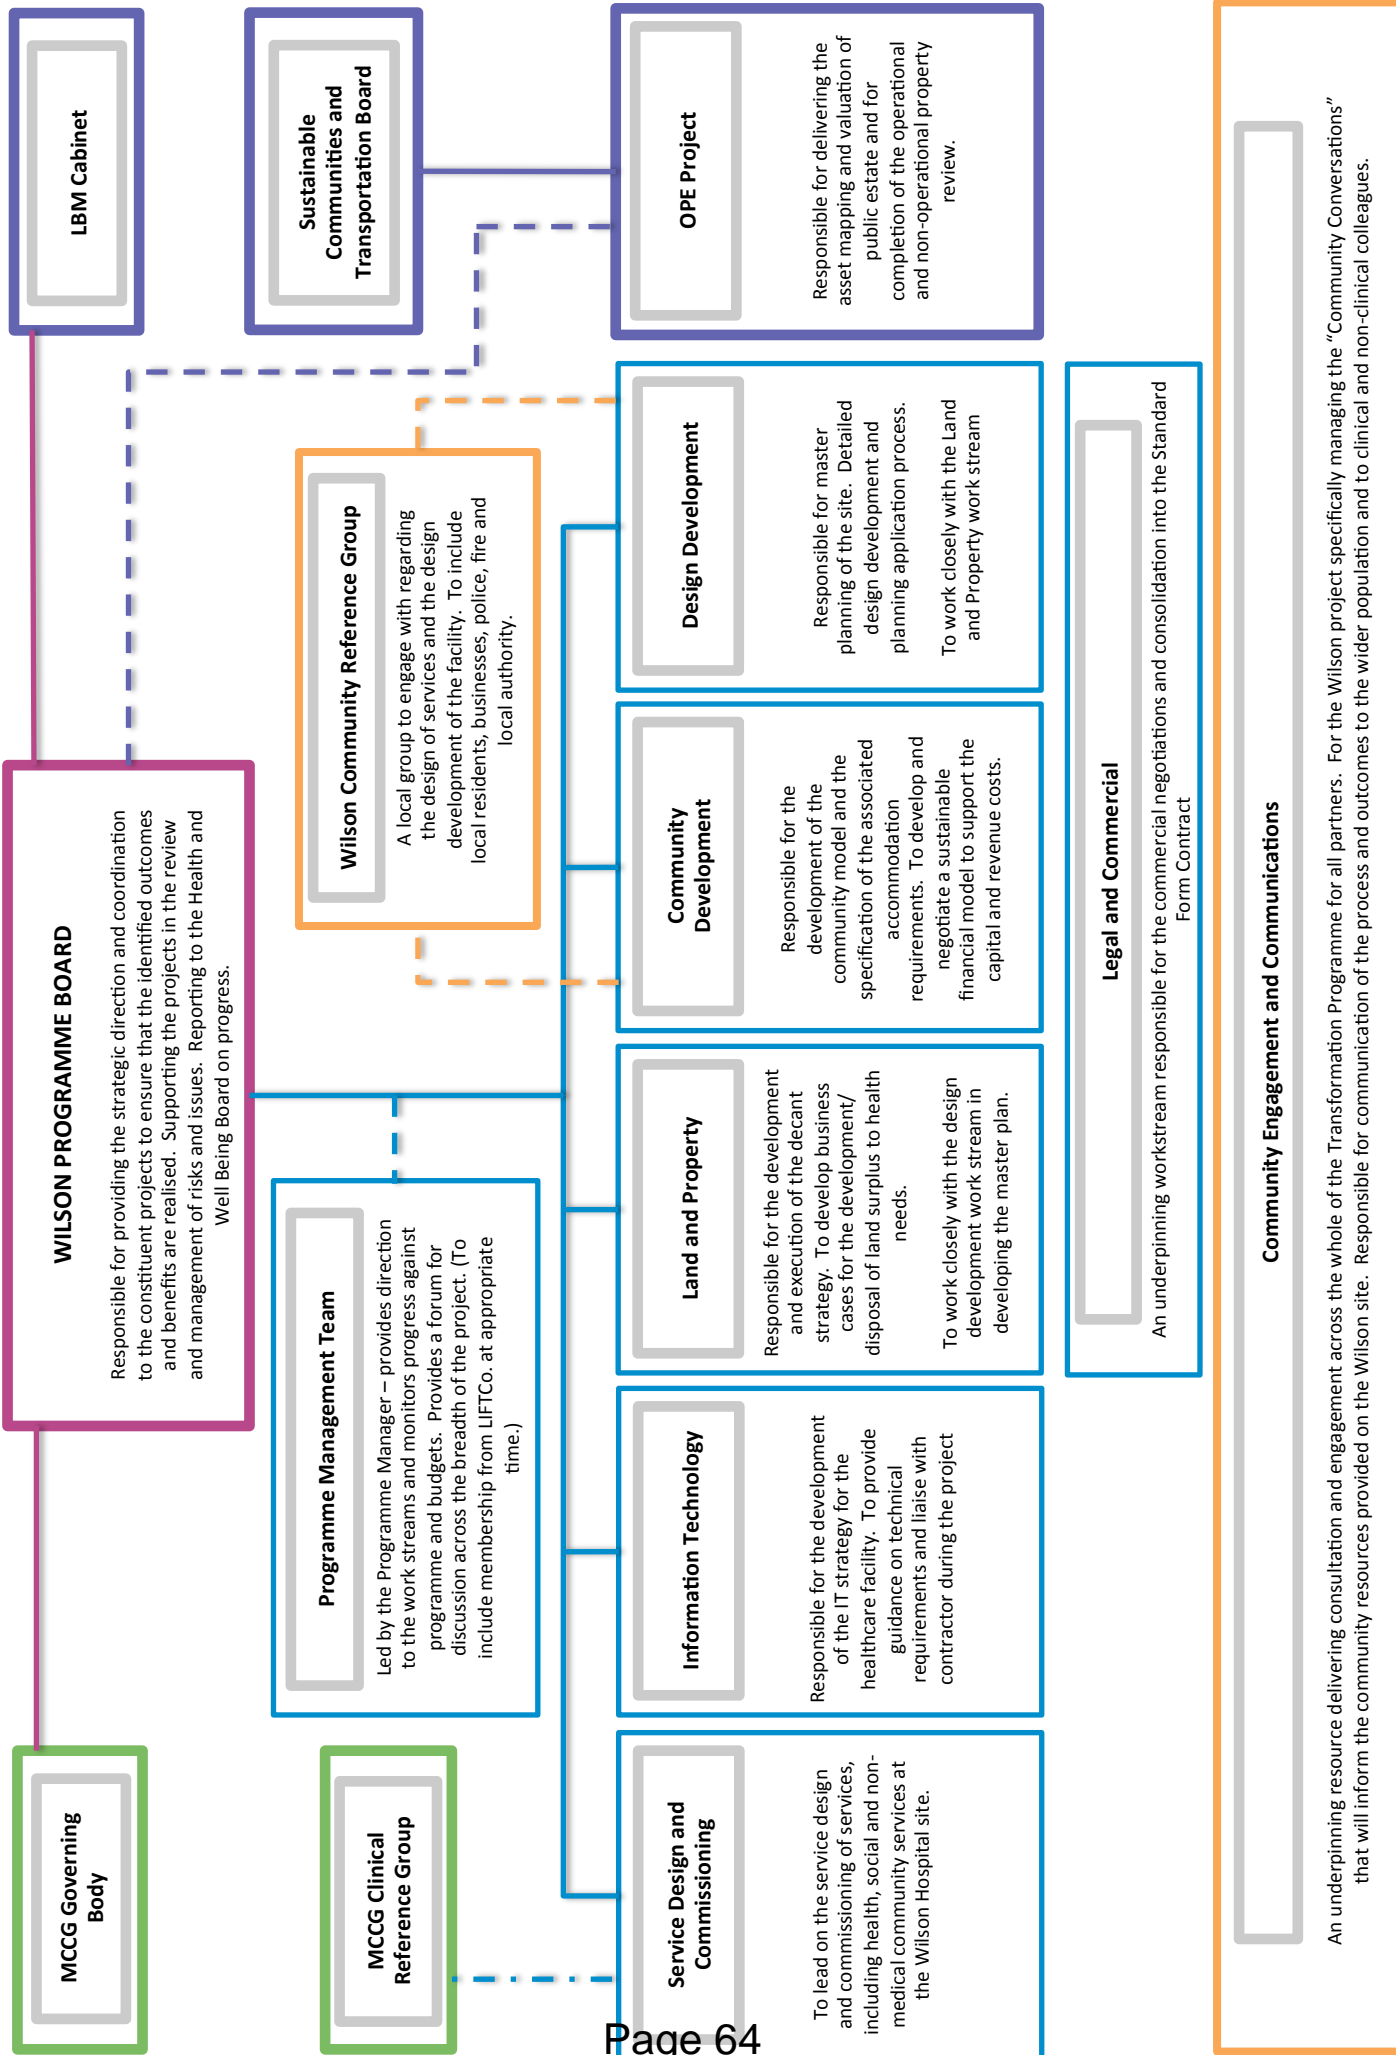 MCCG Governing
Body
WILSON PROGRAMME BOARD
Responsible for providing the strategic direction and coordination
to the constituent projects to ensure that the identified outcomes
and benefits are realised. Supporting the projects in the review
and management of risks and issues. Reporting to the Health and
Well Being Board on progress.
LBM Cabinet
MCCG Clinical
Reference Group
Programme Management Team
Led by the Programme Manager – provides direction
to the work streams and monitors progress against
programme and budgets. Provides a forum for
discussion across the breadth of the project. (To
include membership from LIFTCo. at appropriate
time.)
Wilson Community Reference Group
A local group to engage with regarding
the design of services and the design
development of the facility. To include
local residents, businesses, police, fire and
local authority.
Sustainable
Communities and
Transportation Board
Service Design and
Commissioning
To lead on the service design
and commissioning of services,
including health, social and non-
medical community services at
the Wilson Hospital site.
Information Technology
Responsible for the development
of the IT strategy for the
healthcare facility. To provide
guidance on technical
requirements and liaise with
contractor during the project
Land and Property
Responsible for the development
and execution of the decant
strategy. To develop business
cases for the development/
disposal of land surplus to health
needs.
To work closely with the design
development work stream in
developing the master plan.
Community
Development
Responsible for the
development of the
community model and the
specification of the associated
accommodation
requirements. To develop and
negotiate a sustainable
financial model to support the
capital and revenue costs.
Design Development
Responsible for master
planning of the site. Detailed
design development and
planning application process.
To work closely with the Land
and Property work stream
OPE Project
Responsible for delivering the
asset mapping and valuation of
public estate and for
completion of the operational
and non-operational property
review.
Legal and Commercial
An underpinning workstream responsible for the commercial negotiations and consolidation into the Standard
Form Contract
Community Engagement and Communications
An underpinning resource delivering consultation and engagement across the whole of the Transformation Programme for all partners. For the Wilson project specifically managing the “Community Conversations”
that will inform the community resources provided on the Wilson site. Responsible for communication of the process and outcomes to the wider population and to clinical and non-clinical colleagues.
Page 64